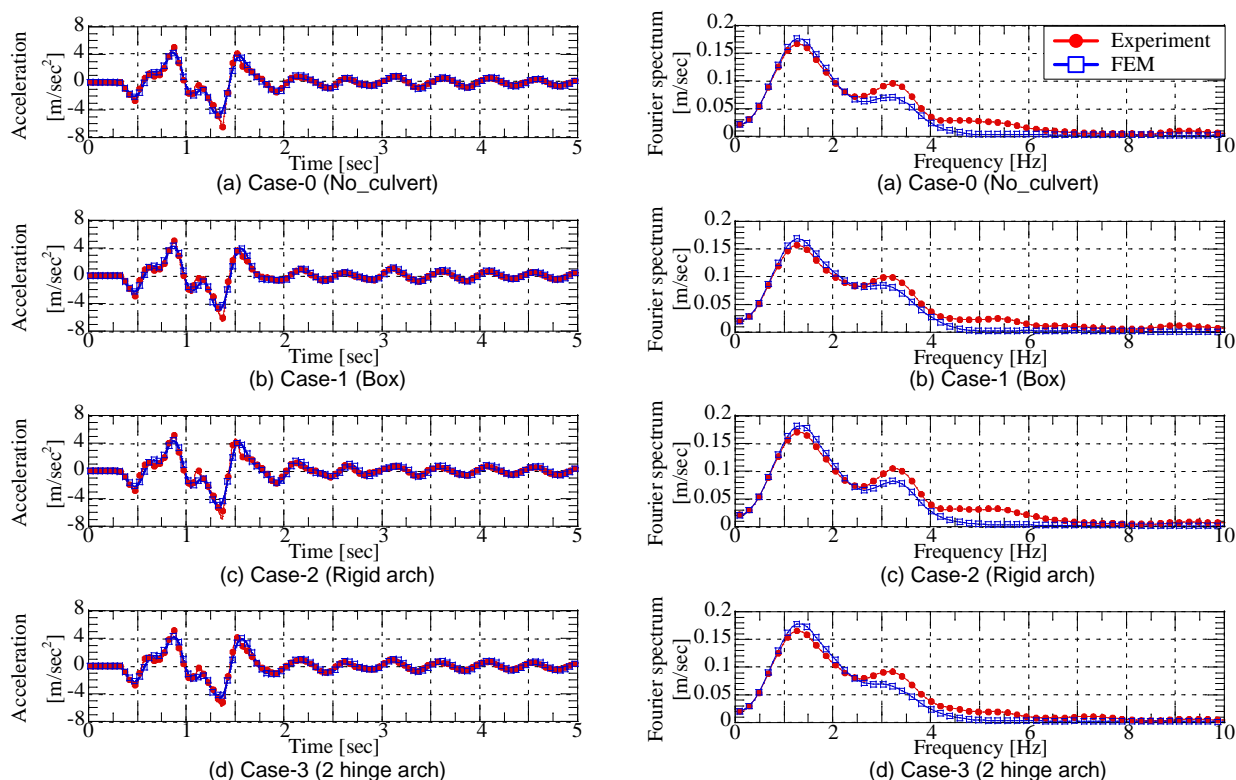 Acceleration
[m/sec²]
8
4
0
-4
-8
0 1 2 3 4 5
Time [sec]
(a) Case-0 (No_culvert)
Fourier spectrum
[m/sec]
0.2
0.15
0.1
0.05
0
0 2 4 6 8 10
Frequency [Hz]
(a) Case-0 (No_culvert)
Experiment
FEM
Acceleration
[m/sec²]
8
4
0
-4
-8
0 1 2 3 4 5
Time [sec]
(b) Case-1 (Box)
Fourier spectrum
[m/sec]
0.2
0.15
0.1
0.05
0
0 2 4 6 8 10
Frequency [Hz]
(b) Case-1 (Box)
Acceleration
[m/sec²]
8
4
0
-4
-8
0 1 2 3 4 5
Time [sec]
(c) Case-2 (Rigid arch)
Fourier spectrum
[m/sec]
0.2
0.15
0.1
0.05
0
0 2 4 6 8 10
Frequency [Hz]
(c) Case-2 (Rigid arch)
Acceleration
[m/sec²]
8
4
0
-4
-8
0 1 2 3 4 5
Time [sec]
(d) Case-3 (2 hinge arch)
Fourier spectrum
[m/sec]
0.2
0.15
0.1
0.05
0
0 2 4 6 8 10
Frequency [Hz]
(d) Case-3 (2 hinge arch)